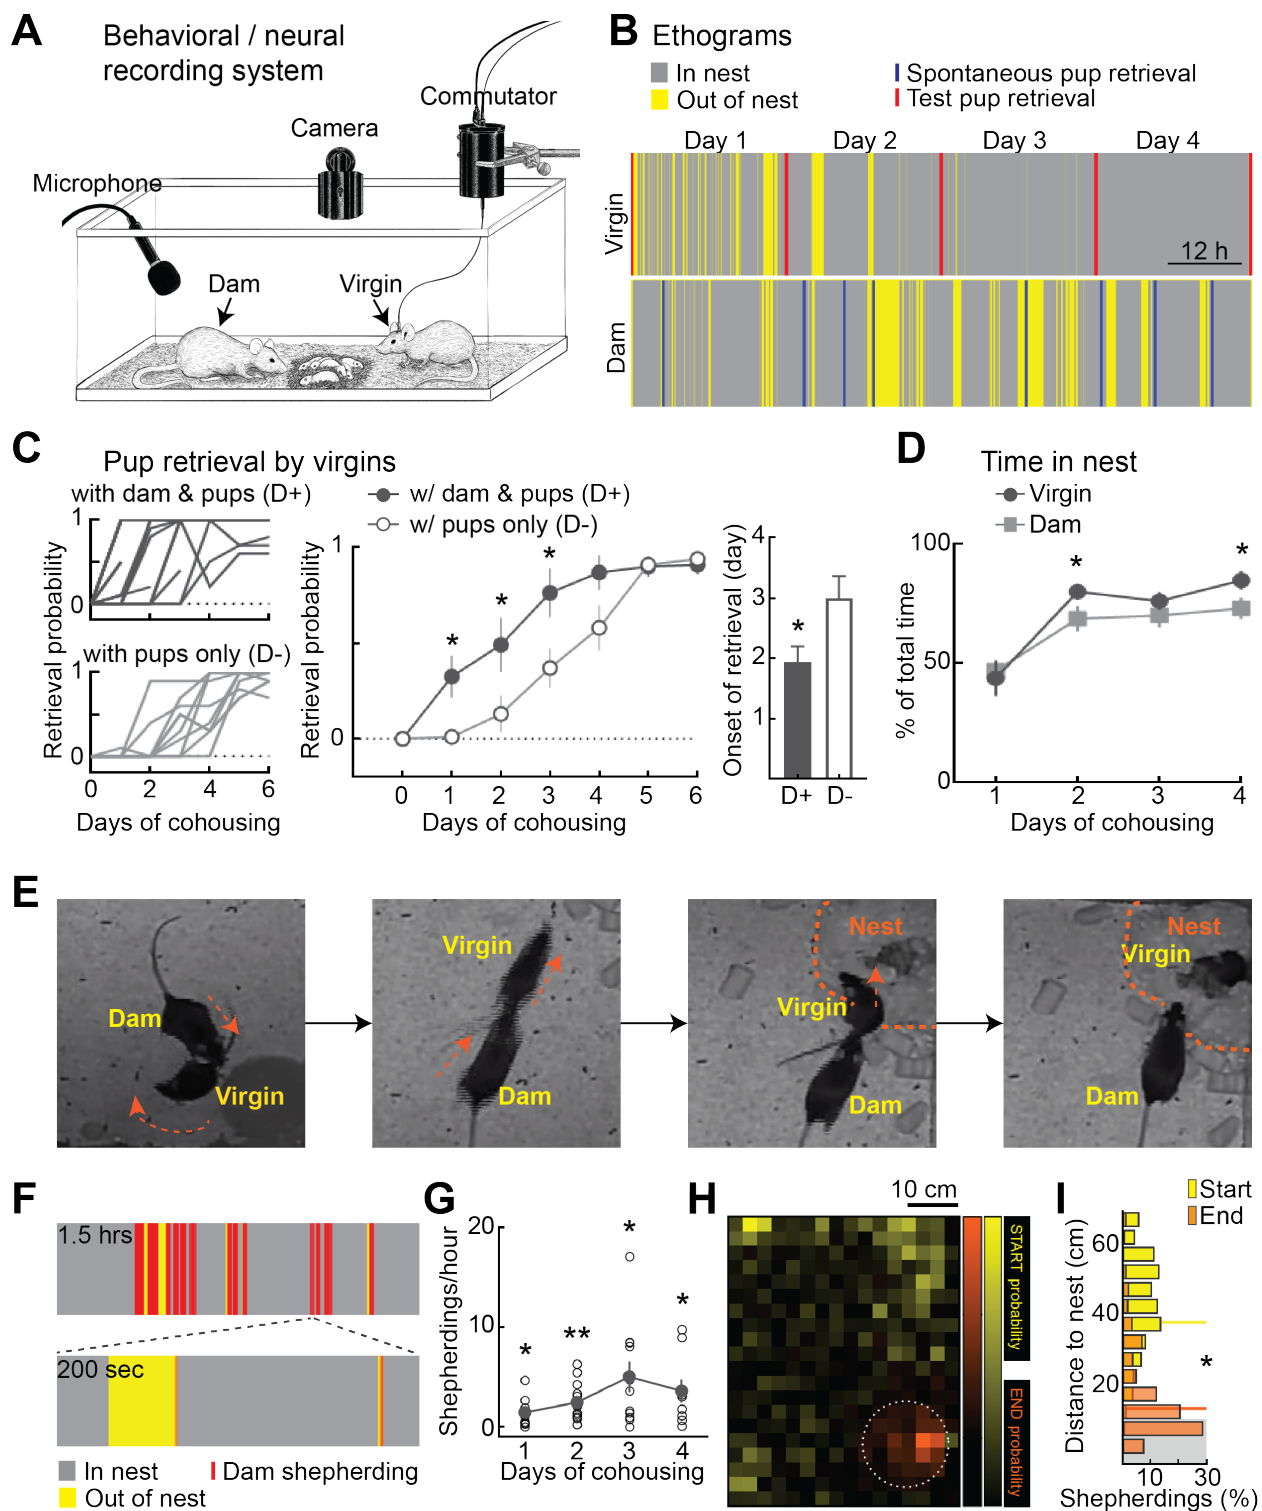 A
Behavioral / neural
recording system
Commutator
Camera
Microphone
Dam
Virgin
B
Ethograms
In nest
Out of nest
Spontaneous pup retrieval
Test pup retrieval
Day 1
Day 2
Day 3
Day 4
Virgin
12 h
Dam
C
Pup retrieval by virgins
with dam & pups (D+)
1
0
Retrieval probability
with pups only (D-)
1
0
Retrieval probability
0
2
4
6
Days of cohousing
w/ dam & pups (D+)
w/ pups only (D-)
1
0
Retrieval probability
*
*
*
0
1
2
3
4
5
6
Days of cohousing
Onset of retrieval (day)
4
3
2
1
*
D+
D-
D
Time in nest
Virgin
Dam
100
50
0
% of total time
*
*
1
2
3
4
Days of cohousing
E
Dam
Virgin
Virgin
Dam
Nest
Virgin
Dam
Nest
Virgin
Dam
F
1.5 hrs
200 sec
In nest
Out of nest
Dam shepherding
G
Shepherdings/hour
20
10
0
*
**
*
*
1
2
3
4
Days of cohousing
H
10 cm
START probability
END probability
I
Start
End
Distance to nest (cm)
60
40
20
*
10
30
Shepherdings (%)